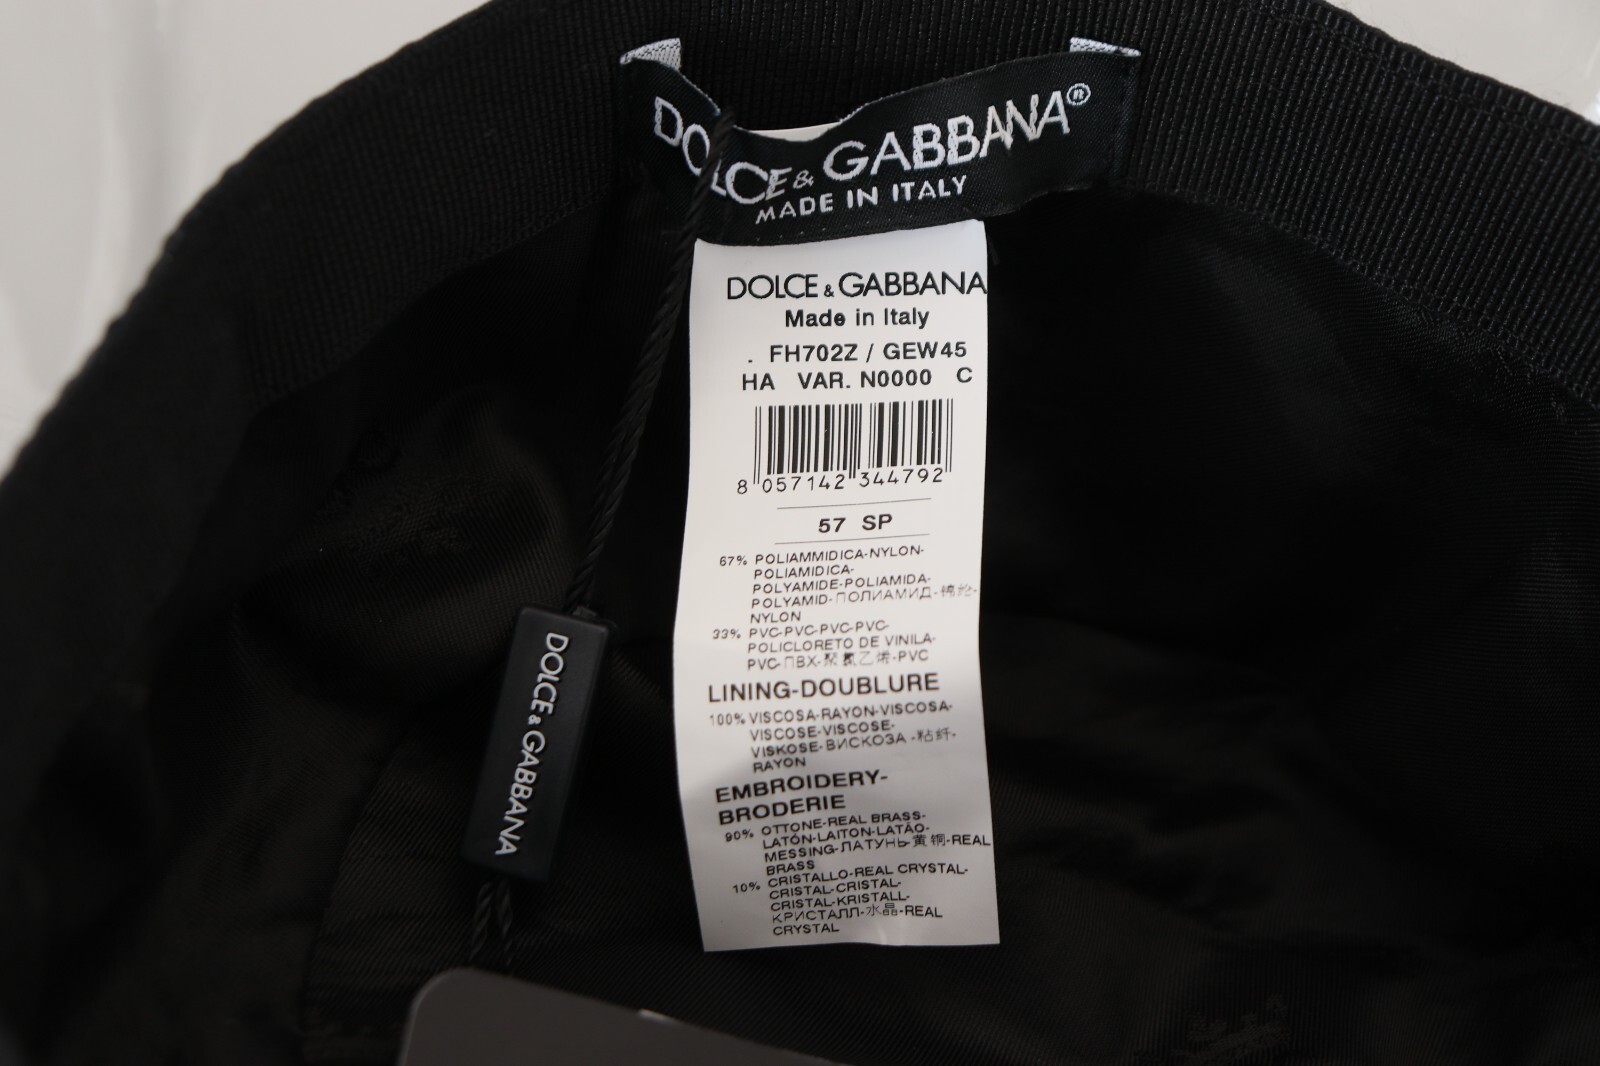 DOLCE & GABBANA®
MADE IN ITALY
DOLCE & GABBANA
Made in Italy
. FH702Z / GEW45
HA VAR. N0000 C
8 057142 344792
57 SP
67% POLIAMMIDICA-NYLON-
POLIAMIDICA-
POLYAMIDE-POLIAMIDA-
POLYAMID-ПОЛИАМИД-锦纶-
NYLON
33% PVC-PVC-PVC-PVC-
POLICLORETO DE VINILA-
PVC-ПВХ-聚氯乙烯-PVC
LINING-DOUBLURE
100% VISCOSA-RAYON-VISCOSA-
VISCOSE-VISCOSE-
VISKOSE-ВИСКОЗА-粘纤-
RAYON
EMBROIDERY-
BRODERIE
90% OTTONE-REAL BRASS-
LATÓN-LAITON-LATÃO-
MESSING-ЛАТУНЬ-黄铜-REAL
BRASS
10% CRISTALLO-REAL CRYSTAL-
CRISTAL-CRISTAL-
CRISTAL-KRISTALL-
КРИСТАЛЛ-水晶-REAL
CRYSTAL
DOLCE & GABBANA